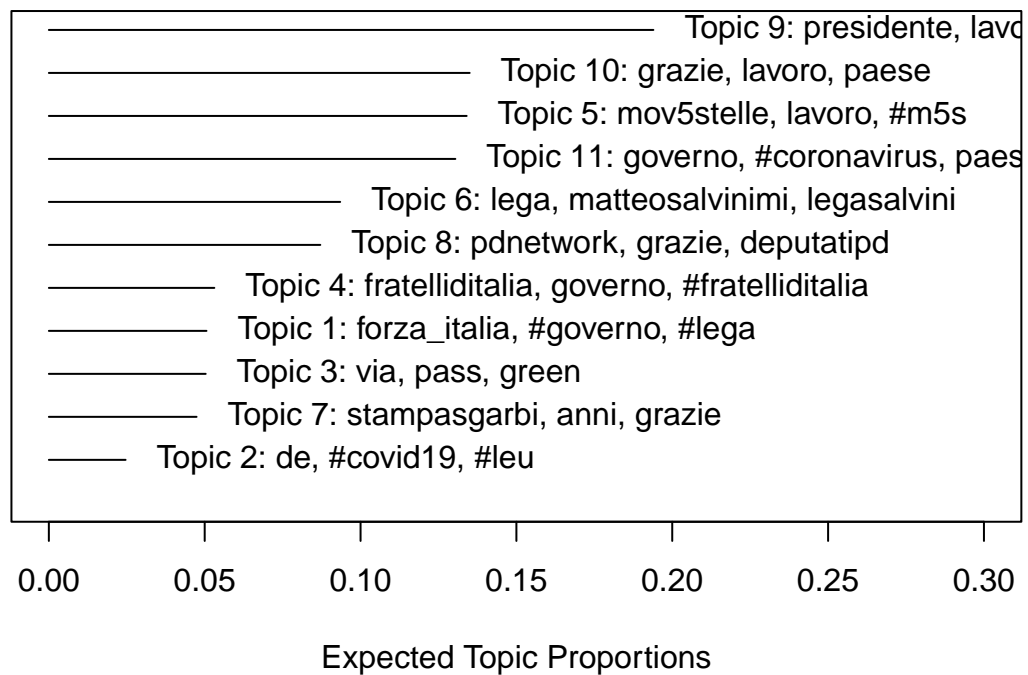 Topic 9: presidente, lavo
Topic 10: grazie, lavoro, paese
Topic 5: mov5stelle, lavoro, #m5s
Topic 11: governo, #coronavirus, paes
Topic 6: lega, matteosalvinimi, legasalvini
Topic 8: pdnetwork, grazie, deputatipd
Topic 4: fratelliditalia, governo, #fratelliditalia
Topic 1: forza_italia, #governo, #lega
Topic 3: via, pass, green
Topic 7: stampasgarbi, anni, grazie
Topic 2: de, #covid19, #leu
0.00 0.05 0.10 0.15 0.20 0.25 0.30
Expected Topic Proportions